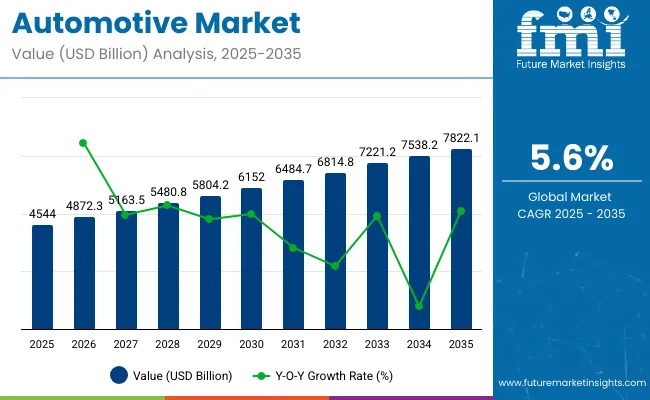 Automotive Market
Value (USD Billion) Analysis, 2025-2035
fmi
Future Market Insights
4544
4872.3
5163.5
5480.8
5804.2
6152
6484.7
6814.8
7221.2
7538.2
7822.1
2025
2026
2027
2028
2029
2030
2031
2032
2033
2034
2035
Value (USD Billion)
Y-O-Y Growth Rate (%)
5.6%
Global Market
CAGR 2025 - 2035
www.futuremarketinsights.com